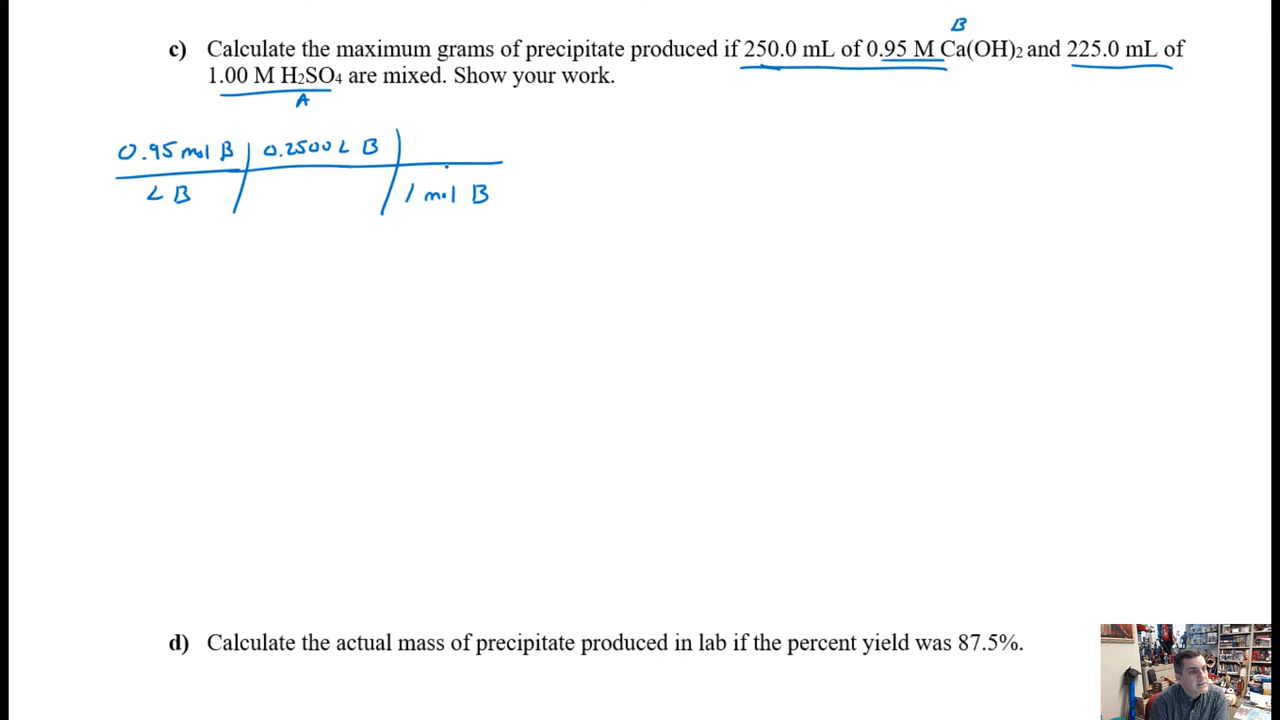 B
c) Calculate the maximum grams of precipitate produced if 250.0 mL of 0.95 M Ca(OH)2 and 225.0 mL of
1.00 M H2SO4 are mixed. Show your work.
A
0.95 mol B 0.2500 L B
L B 1 mol B
d) Calculate the actual mass of precipitate produced in lab if the percent yield was 87.5%.